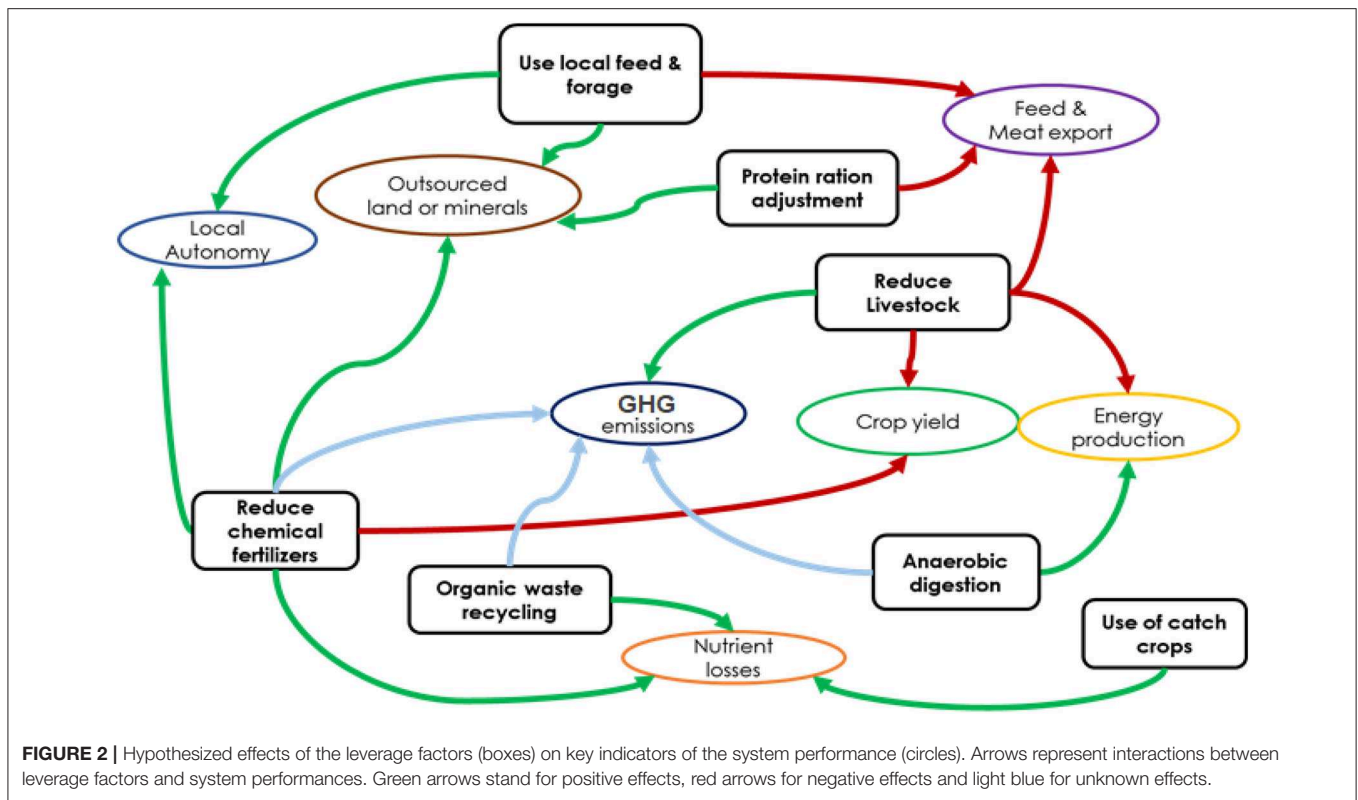 Use local feed &
forage
Feed &
Meat export
Protein ration
adjustment
Outsourced
land or minerals
Local
Autonomy
Reduce
Livestock
GHG
emissions
Crop yield
Energy
production
Reduce
chemical
fertilizers
Anaerobic
digestion
Organic waste
recycling
Use of catch
crops
Nutrient
losses
FIGURE 2 | Hypothesized effects of the leverage factors (boxes) on key indicators of the system performance (circles). Arrows represent interactions between
leverage factors and system performances. Green arrows stand for positive effects, red arrows for negative effects and light blue for unknown effects.